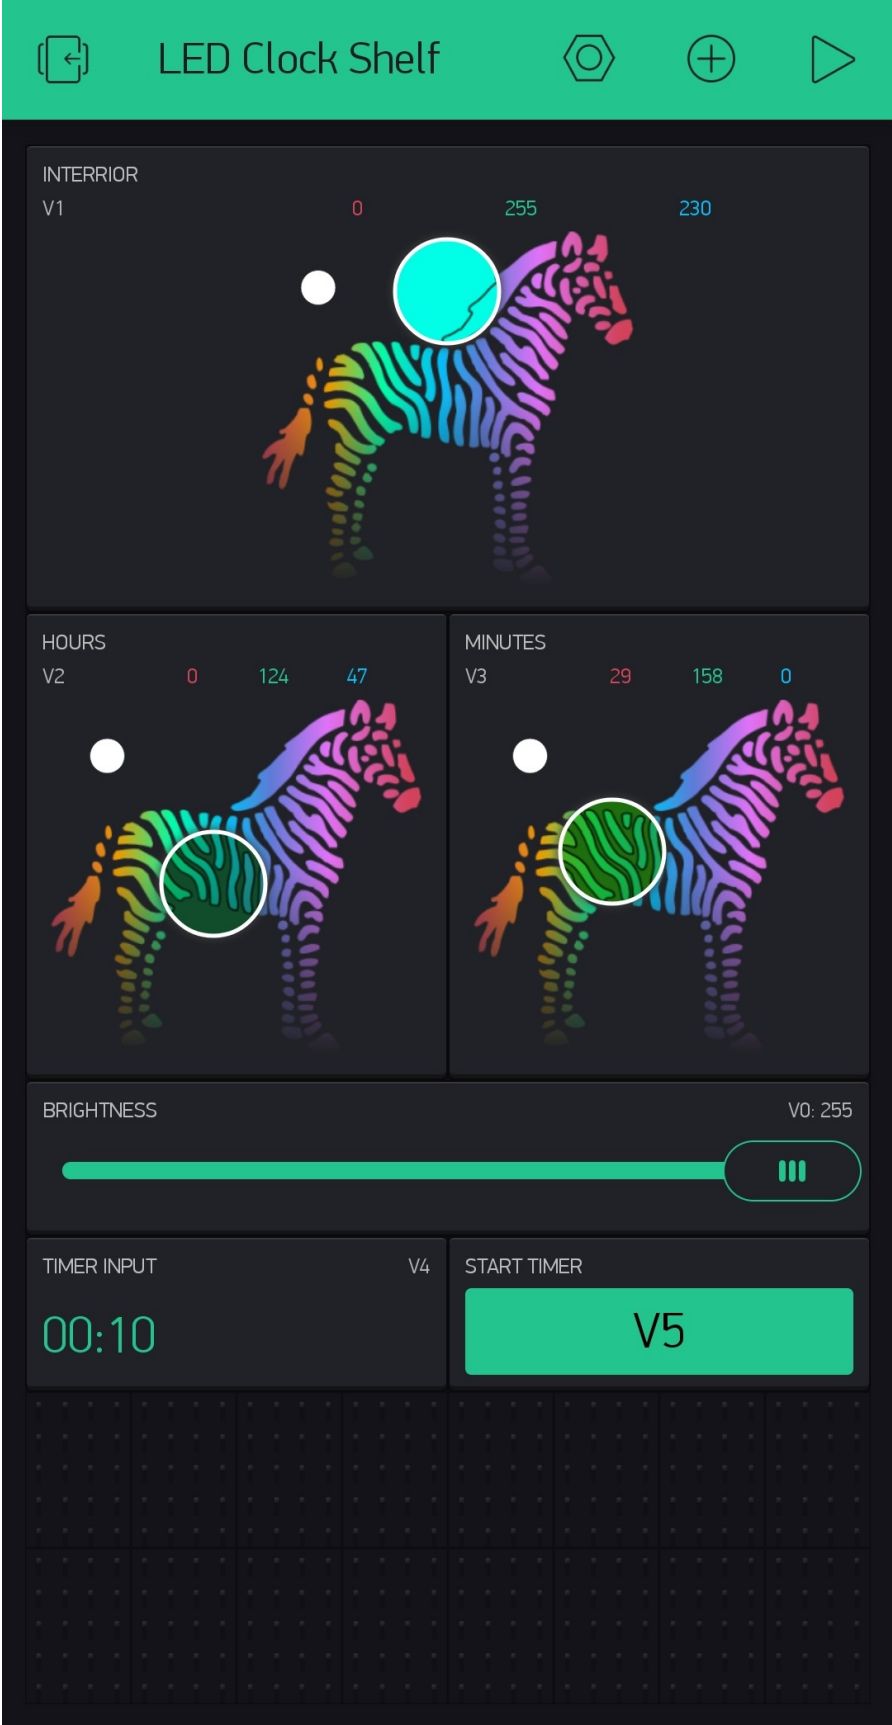 LED Clock Shelf
INTERRIOR
V1 0 255 230
HOURS
V2 0 124 47
MINUTES
V3 29 158 0
BRIGHTNESS V0: 255
TIMER INPUT V4
00:10
START TIMER
V5